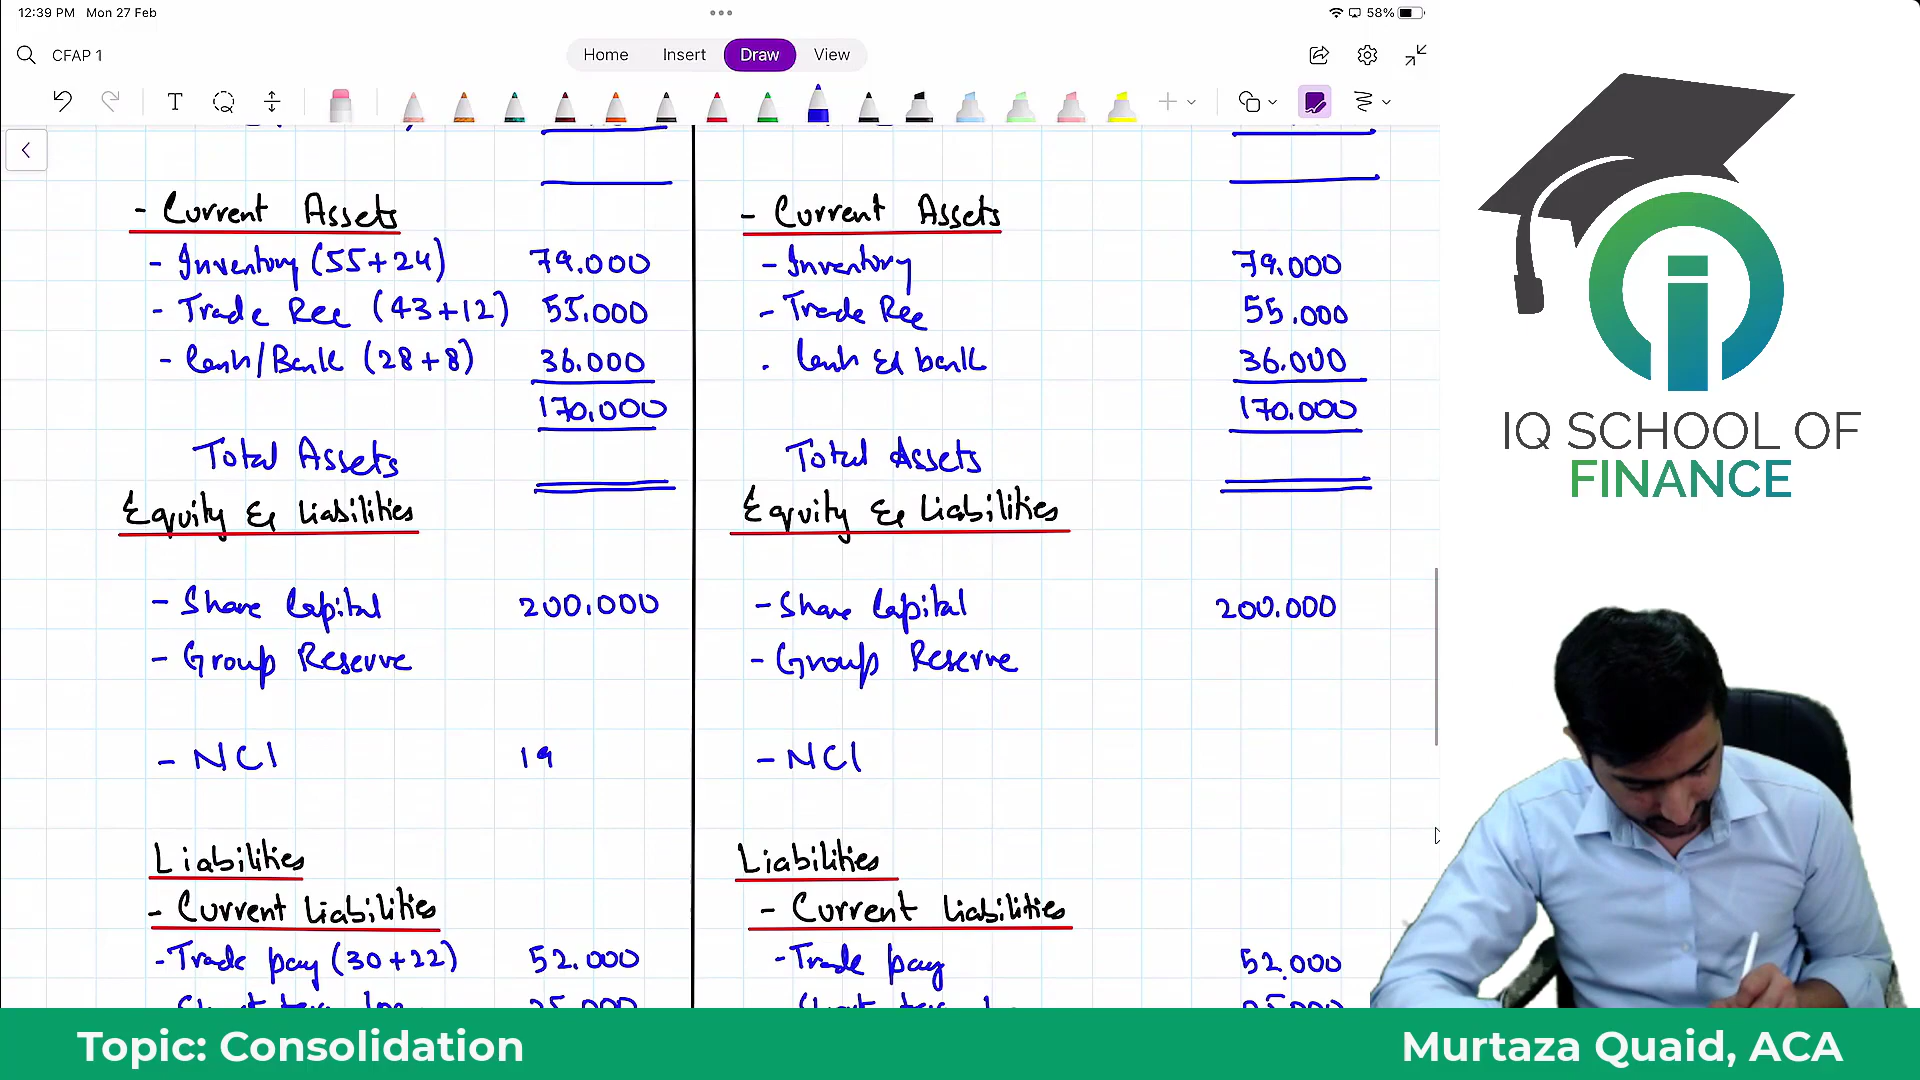 12:39 PM Mon 27 Feb
58%
CFAP 1
Home Insert Draw View
- Current Assets
- Inventory (55+24) 79.000
- Trade Rec (43+12) 55.000
- Cash/Bank (28+8) 36.000
170.000
Total Assets
Equity & Liabilities
- Share Capital 200.000
- Group Reserve
- NCI 19
Liabilities
- Current Liabilities
- Trade pay (30+22) 52.000
- Current Assets
- Inventory 79.000
- Trade Rec 55.000
- Cash & bank 36.000
170.000
Total Assets
Equity & Liabilities
- Share Capital 200.000
- Group Reserve
- NCI
Liabilities
- Current Liabilities
- Trade pay 52.000
IQ SCHOOL OF
FINANCE
Topic: Consolidation
Murtaza Quaid, ACA